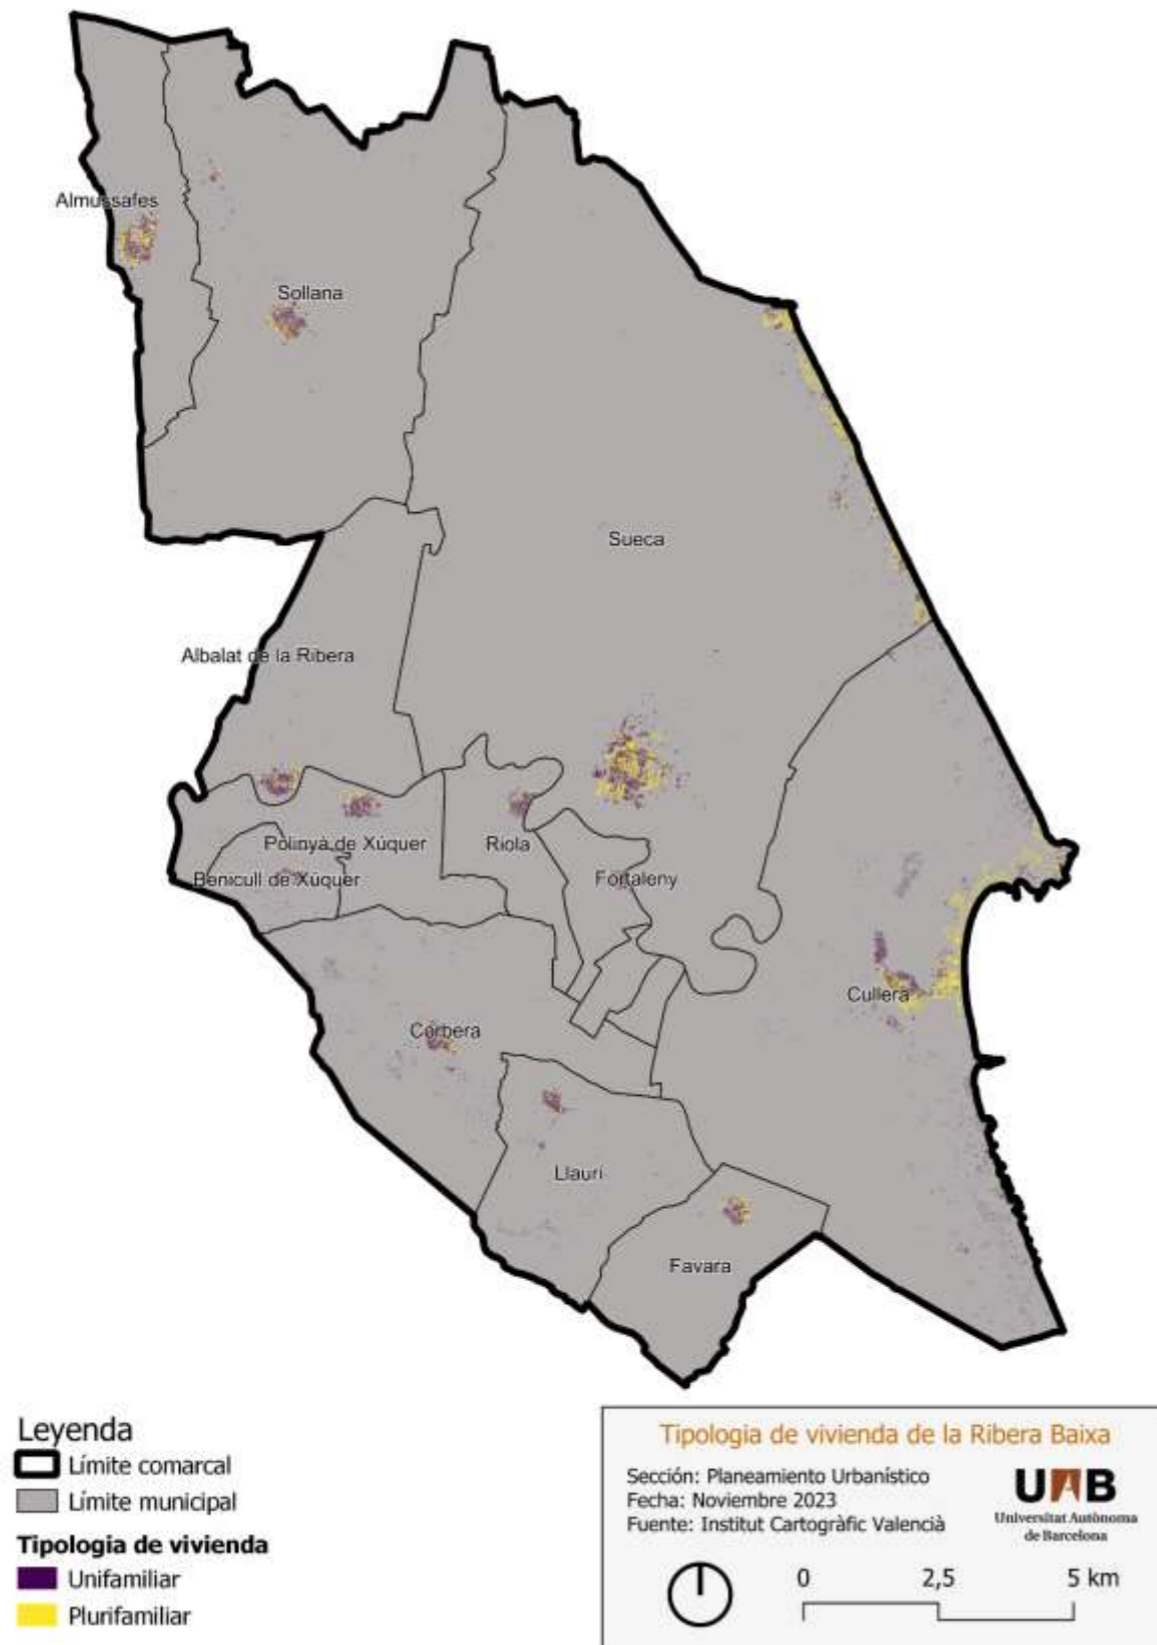 Almussafes
Sollana
Sueca
Albalat de la Ribera
Polinyà de Xúquer
Riola
Benicull de Xúquer
Fortaleny
Cullera
Corbera
Llaurí
Favara
Leyenda
Límite comarcal
Límite municipal
Tipologia de vivienda
Unifamiliar
Plurifamiliar
Tipologia de vivienda de la Ribera Baixa
Sección: Planeamiento Urbanístico
Fecha: Noviembre 2023
Fuente: Institut Cartogràfic Valencià
UAB
Universitat Autònoma
de Barcelona
0 2,5 5 km